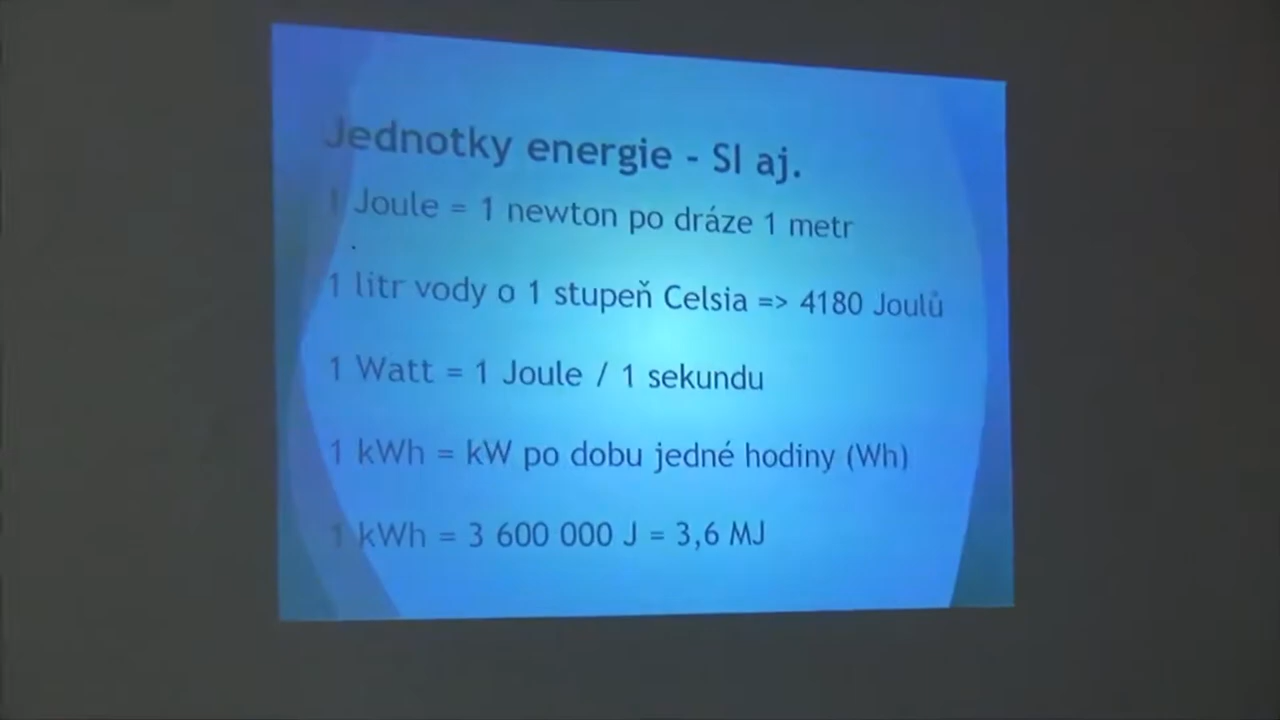 Jednotky energie - SI aj.
1 Joule = 1 newton po dráze 1 metr
.
1 litr vody o 1 stupeň Celsia => 4180 Joulů
1 Watt = 1 Joule / 1 sekundu
1 kWh = kW po dobu jedné hodiny (Wh)
1 kWh = 3 600 000 J = 3,6 MJ